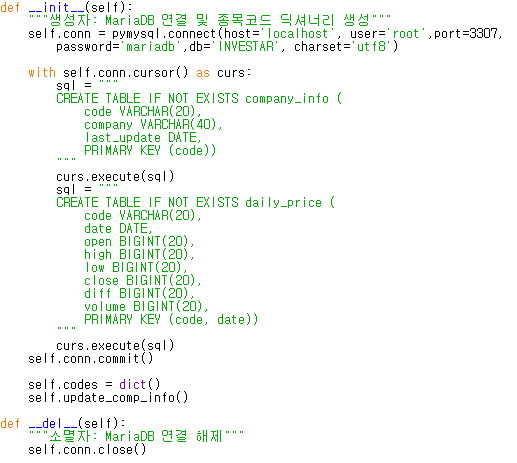 def __init__(self):
    """생성자: MariaDB 연결 및 종목코드 딕셔너리 생성"""
    self.conn = pymysql.connect(host='localhost', user='root',port=3307,
        password='mariadb',db='INVESTAR', charset='utf8')
    with self.conn.cursor() as curs:
        sql = """
        CREATE TABLE IF NOT EXISTS company_info (
            code VARCHAR(20),
            company VARCHAR(40),
            last_update DATE,
            PRIMARY KEY (code))
        """
        curs.execute(sql)
        sql = """
        CREATE TABLE IF NOT EXISTS daily_price (
            code VARCHAR(20),
            date DATE,
            open BIGINT(20),
            high BIGINT(20),
            low BIGINT(20),
            close BIGINT(20),
            diff BIGINT(20),
            volume BIGINT(20),
            PRIMARY KEY (code, date))
        """
        curs.execute(sql)
    self.conn.commit()
    self.codes = dict()
    self.update_comp_info()
def __del__(self):
    """소멸자: MariaDB 연결 해제"""
    self.conn.close()